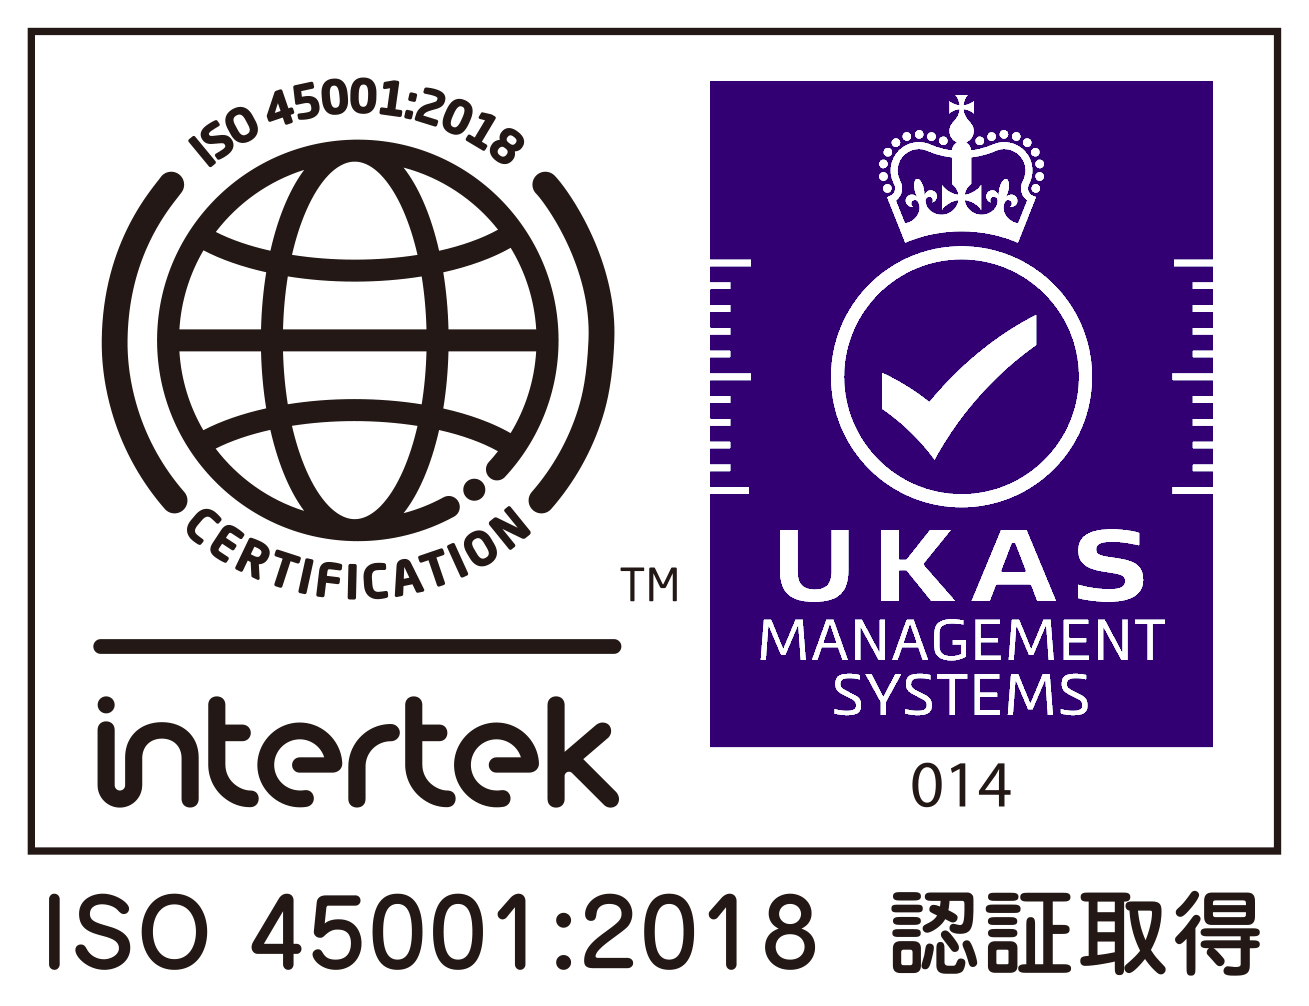 ISO 45001:2018
CERTIFICATION
TM
intertek
UKAS
MANAGEMENT
SYSTEMS
014
ISO 45001:2018 認証取得